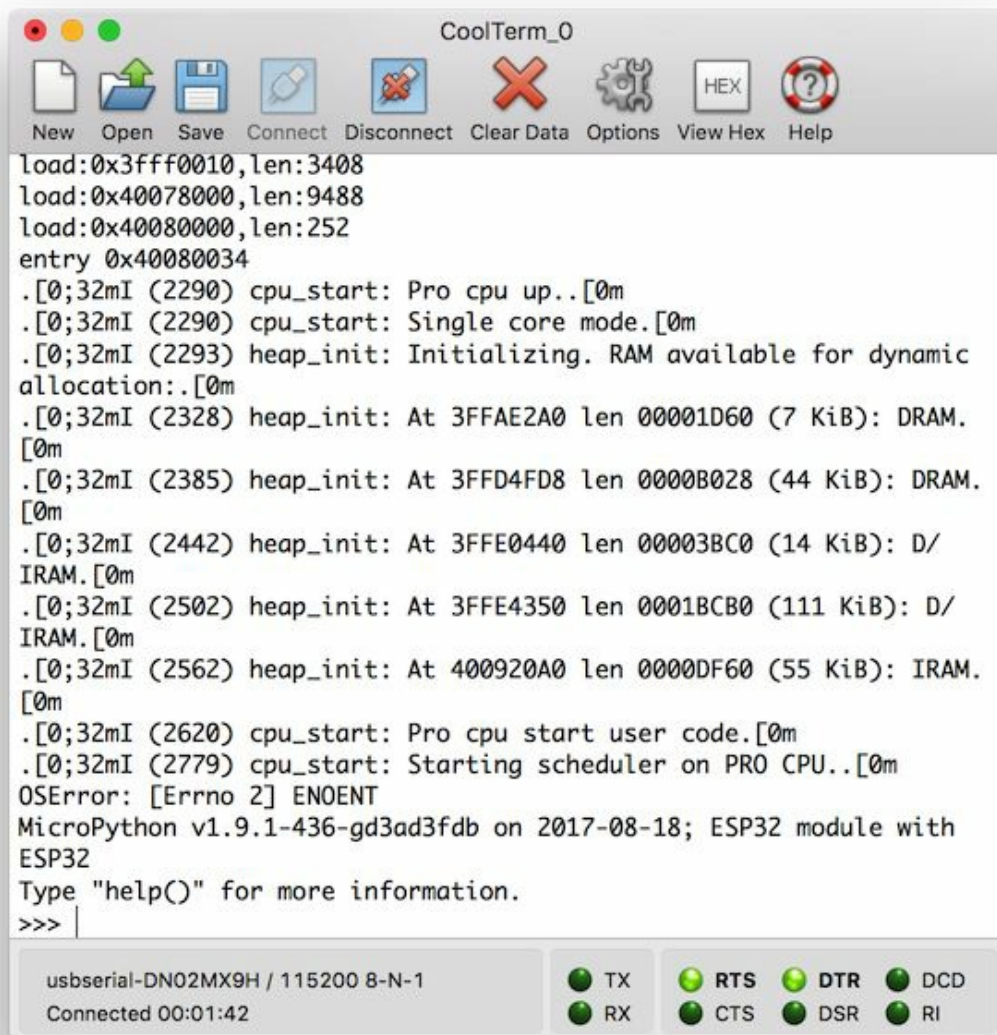 CoolTerm_0
New Open Save Connect Disconnect Clear Data Options View Hex Help
HEX
load:0x3fff0010,len:3408
load:0x40078000,len:9488
load:0x40080000,len:252
entry 0x40080034
.[0;32mI (2290) cpu_start: Pro cpu up..[0m
.[0;32mI (2290) cpu_start: Single core mode.[0m
.[0;32mI (2293) heap_init: Initializing. RAM available for dynamic
allocation:.[0m
.[0;32mI (2328) heap_init: At 3FFAE2A0 len 00001D60 (7 KiB): DRAM.
[0m
.[0;32mI (2385) heap_init: At 3FFD4FD8 len 0000B028 (44 KiB): DRAM.
[0m
.[0;32mI (2442) heap_init: At 3FFE0440 len 00003BC0 (14 KiB): D/
IRAM.[0m
.[0;32mI (2502) heap_init: At 3FFE4350 len 0001BCB0 (111 KiB): D/
IRAM.[0m
.[0;32mI (2562) heap_init: At 400920A0 len 0000DF60 (55 KiB): IRAM.
[0m
.[0;32mI (2620) cpu_start: Pro cpu start user code.[0m
.[0;32mI (2779) cpu_start: Starting scheduler on PRO CPU..[0m
OSError: [Errno 2] ENOENT
MicroPython v1.9.1-436-gd3ad3fdb on 2017-08-18; ESP32 module with
ESP32
Type "help()" for more information.
>>>
usbserial-DN02MX9H / 115200 8-N-1 TX RTS DTR DCD
Connected 00:01:42 RX CTS DSR RI